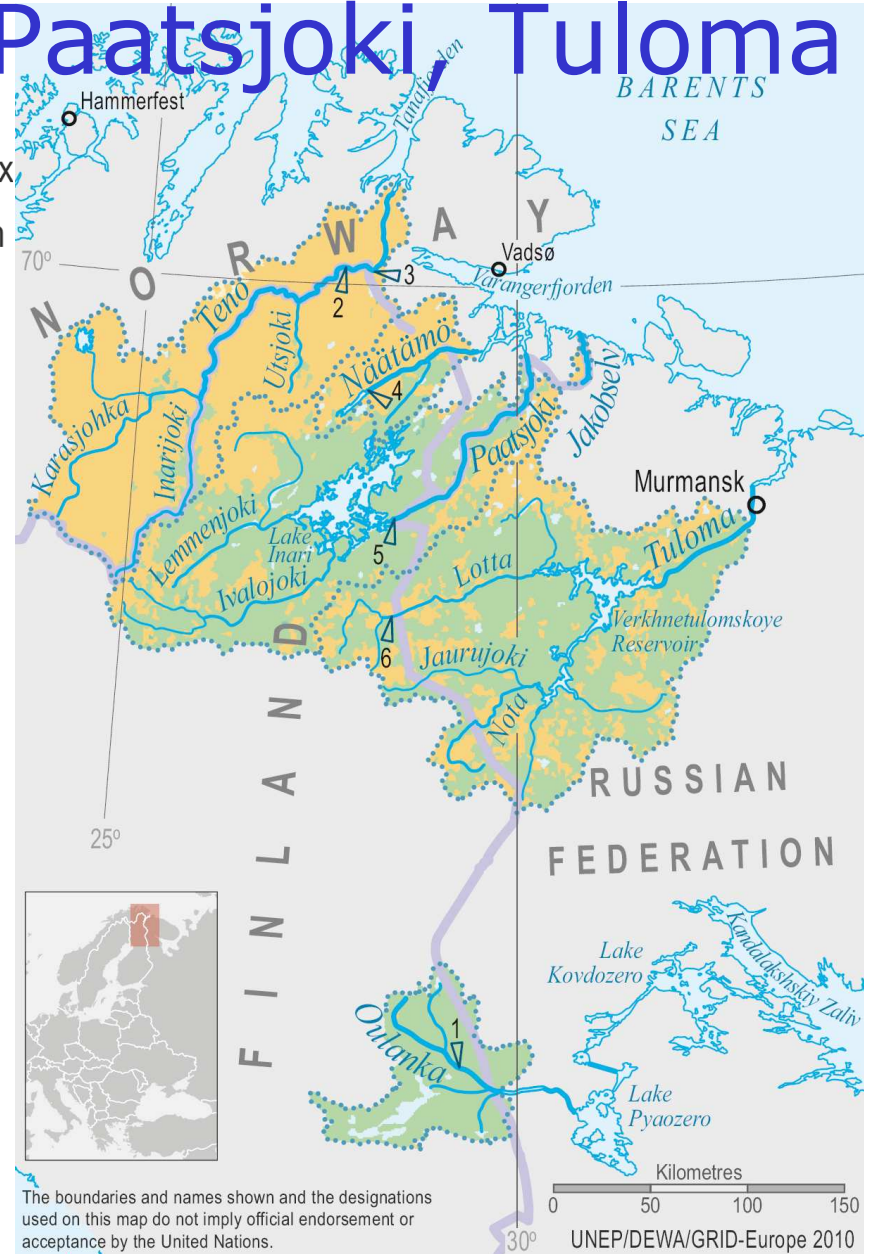 Paatsjoki, Tuloma
Hammerfest
Tanafjorden
BARENTS
SEA
x
n
70º
NORWAY
Vadsø
Varangerfjorden
3
2
Teno
Utsjoki
Näätämö
4
Jakobselv
Karasjohka
Inarijoki
Paatsjoki
Murmansk
Lemmenjoki
Lake
Inari
5
Tuloma
Ivalojoki
Lotta
Verkhnetulomskoye
Reservoir
6
Jaurujoki
Nota
RUSSIAN
FEDERATION
25º
FINLAND
Lake
Kovdozero
Kandalakshskiy Zaliv
Oulanka
1
Lake
Pyaozero
Kilometres
0 50 100 150
The boundaries and names shown and the designations
used on this map do not imply official endorsement or
acceptance by the United Nations.
30º
UNEP/DEWA/GRID-Europe 2010